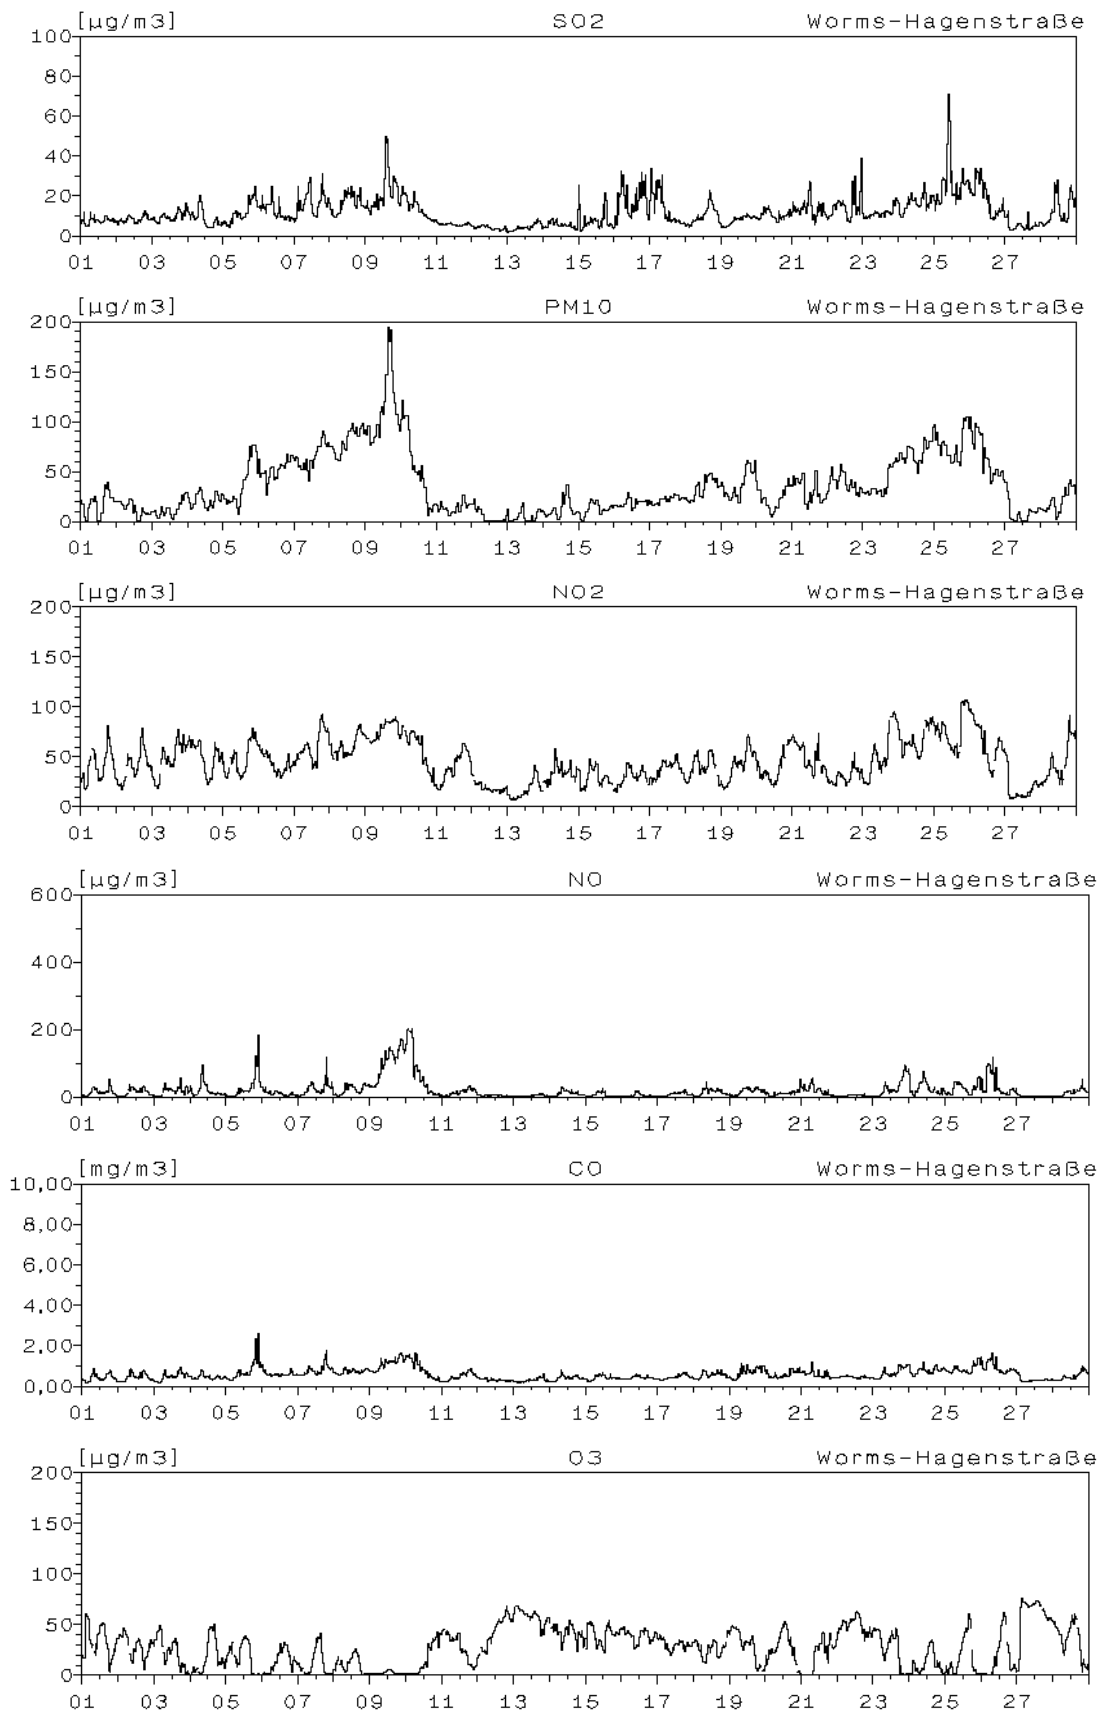 [µg/m3] SO2 Worms-Hagenstraße
100
80
60
40
20
0
01 03 05 07 09 11 13 15 17 19 21 23 25 27
[µg/m3] PM10 Worms-Hagenstraße
200
150
100
50
0
01 03 05 07 09 11 13 15 17 19 21 23 25 27
[µg/m3] NO2 Worms-Hagenstraße
200
150
100
50
0
01 03 05 07 09 11 13 15 17 19 21 23 25 27
[µg/m3] NO Worms-Hagenstraße
600
400
200
0
01 03 05 07 09 11 13 15 17 19 21 23 25 27
[mg/m3] CO Worms-Hagenstraße
10,00
8,00
6,00
4,00
2,00
0,00
01 03 05 07 09 11 13 15 17 19 21 23 25 27
[µg/m3] O3 Worms-Hagenstraße
200
150
100
50
0
01 03 05 07 09 11 13 15 17 19 21 23 25 27